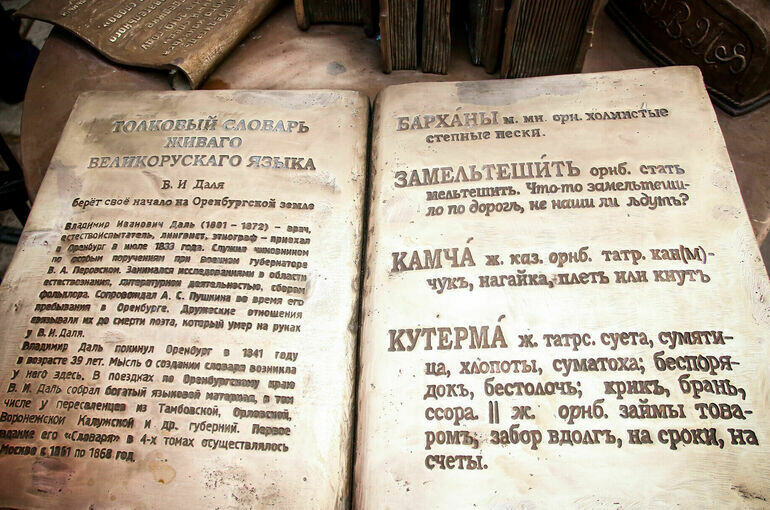 ТОЛКОВЫЙ СЛОВАРЬ
ЖИВАГО
ВЕЛИКОРУСКАГО ЯЗЫКА
В. И Даля
берёт своё начало на Оренбургской земле
Владимир Иванович Даль (1801 - 1872) - врач,
естествоиспытатель, лингвист, этнограф - приехал
в Оренбург в июле 1833 года. Служил чиновником
по особым поручениям при военном губернаторе
В. А. Перовском. Занимался исследованиями в области
естествознания, литературной деятельностью, сбором
фольклора. Сопровождал А. С. Пушкина во время его
пребывания в Оренбурге. Дружеские отношения
связывали их до смерти поэта, который умер на руках
у В. И. Даля.
Владимир Даль покинул Оренбург в 1841 году
в возрасте 39 лет. Мысль о создании словаря возникла
у него здесь. В поездках по Оренбургскому краю
В. И. Даль собрал богатый языковой материал, в том
числе у переселенцев из Тамбовской, Орловской,
Воронежской Калужской и др. губерний. Первое
издание его «Словаря» в 4-х томах осуществлялось
Москве с 1861 по 1868 год.
БАРХА́НЫ м. мн. орн. холмистые
степные пески.
ЗАМЕЛЬТЕШИ́ТЬ орнб. стать
мельтешить. Что-то замельтеши-
ло по дорогѣ, не наши ли ѣдутъ?
КАМЧА́ ж. каз. орнб. татр. кан(м)-
чукъ, нагайка, плеть или кнутъ
КУТЕРМА́ ж. татрс. суета, сумяти-
ца, хлопоты, суматоха; беспоря-
докъ, бестолочь; крикъ, брань,
ссора. || ж. орнб. займы това-
ромъ; забор вдолгъ, на сроки, на
счеты.